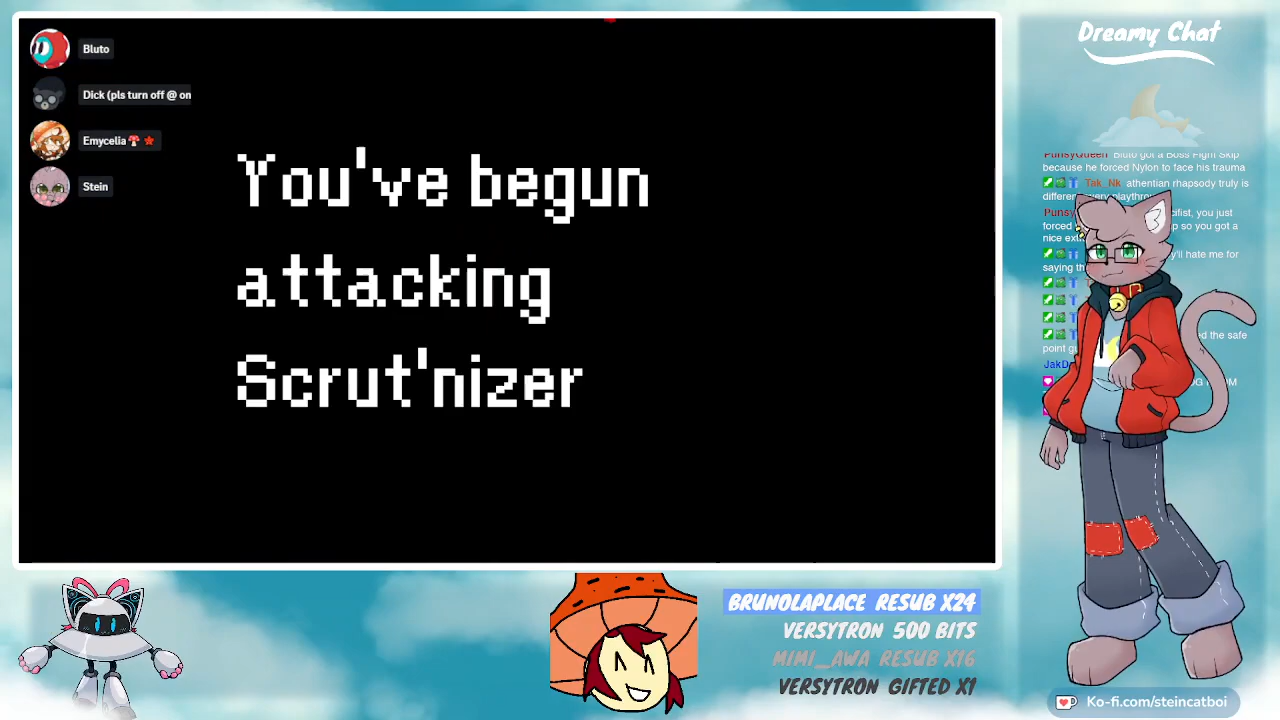 Bluto
Dick (pls turn off @ on
Emycelia
Stein
You've begun
attacking
Scrut'nizer
Dreamy Chat
PunsyQueen Bluto got a Boss Fight Skip
because he forced Nylon to face his trauma
Tak_Nk athentian rhapsody truly is
BRUNOLAPLACE RESUB X24
VERSYTRON 500 BITS
MIMI_AWA RESUB X16
VERSYTRON GIFTED X1
Ko-fi.com/steincatboi